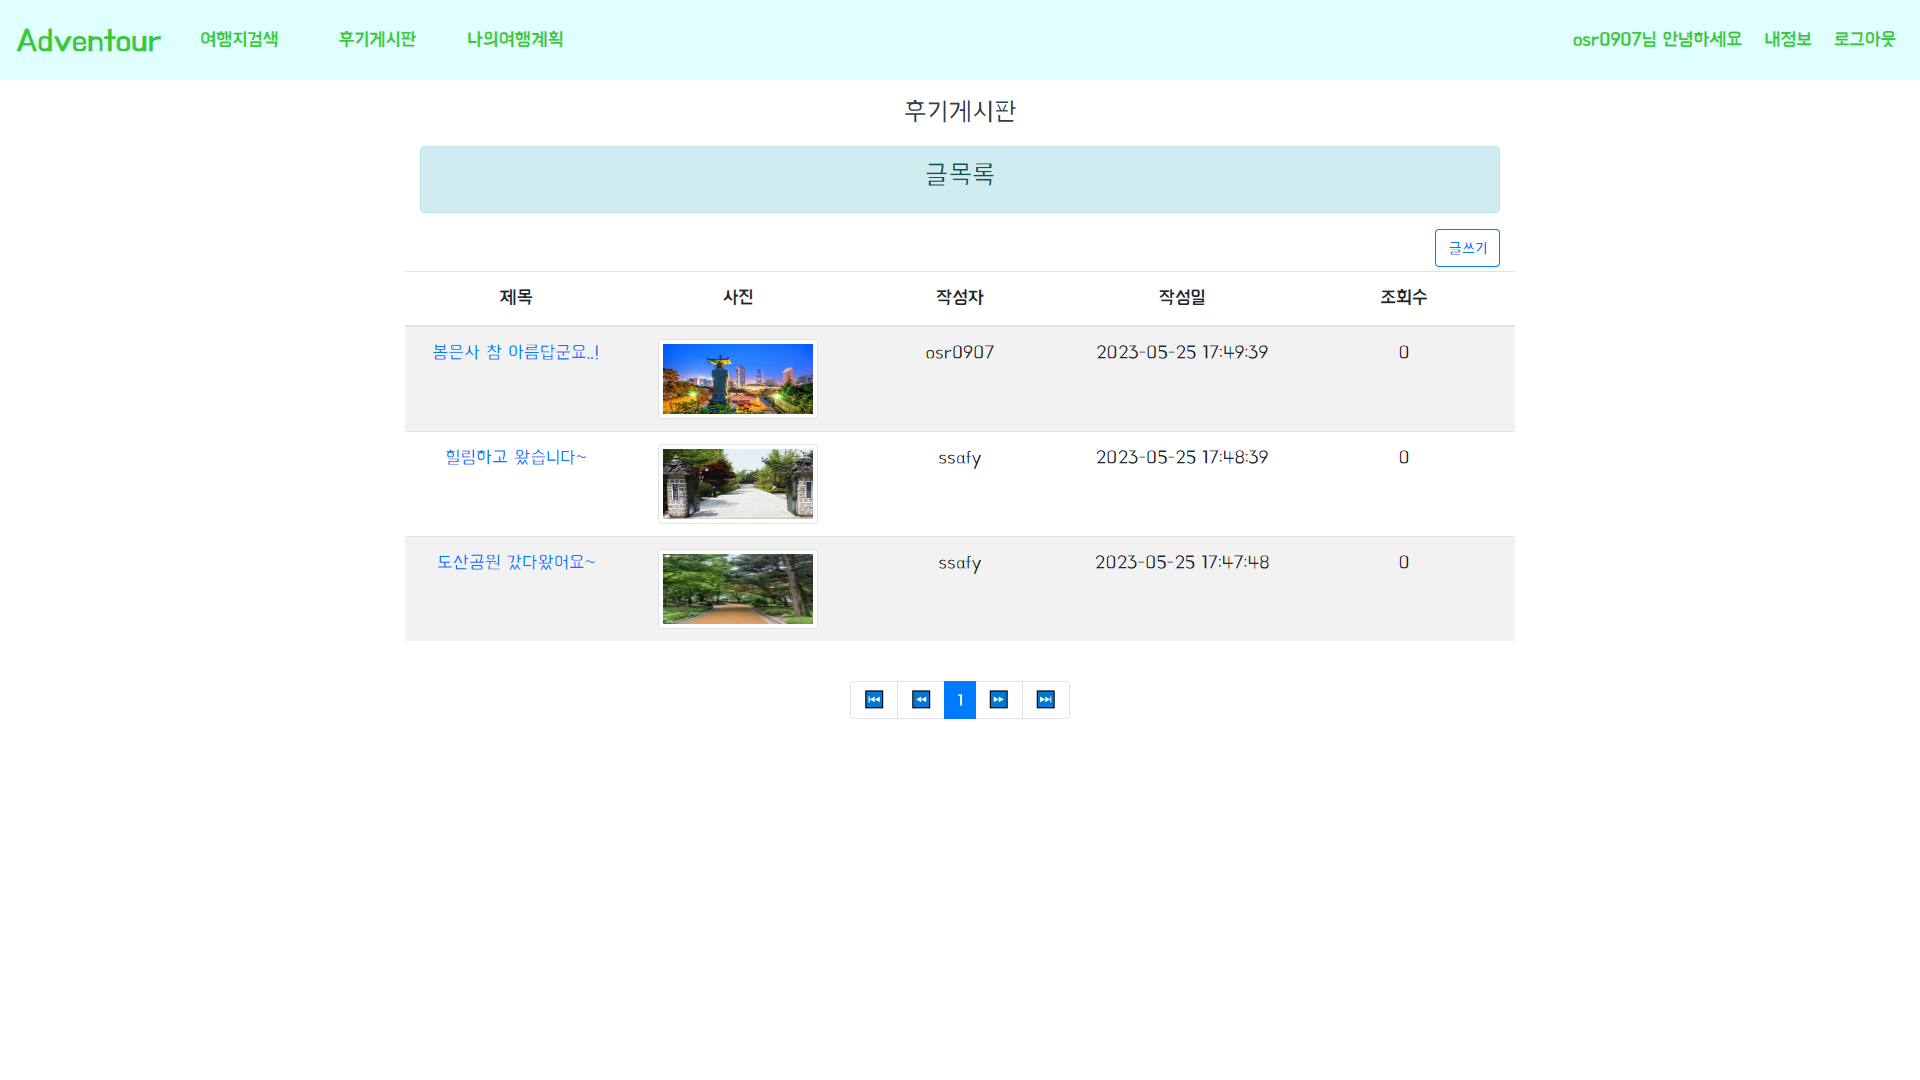 Adventour 여행지검색 후기게시판 나의여행계획 osr0907님 안녕하세요 내정보 로그아웃
후기게시판
글목록
글쓰기
제목 사진 작성자 작성일 조회수
봉은사 참 아름답군요..! osr0907 2023-05-25 17:49:39 0
힐링하고 왔습니다~ ssafy 2023-05-25 17:48:39 0
도산공원 갔다왔어요~ ssafy 2023-05-25 17:47:48 0
⏮ ⏪ 1 ⏩ ⏭